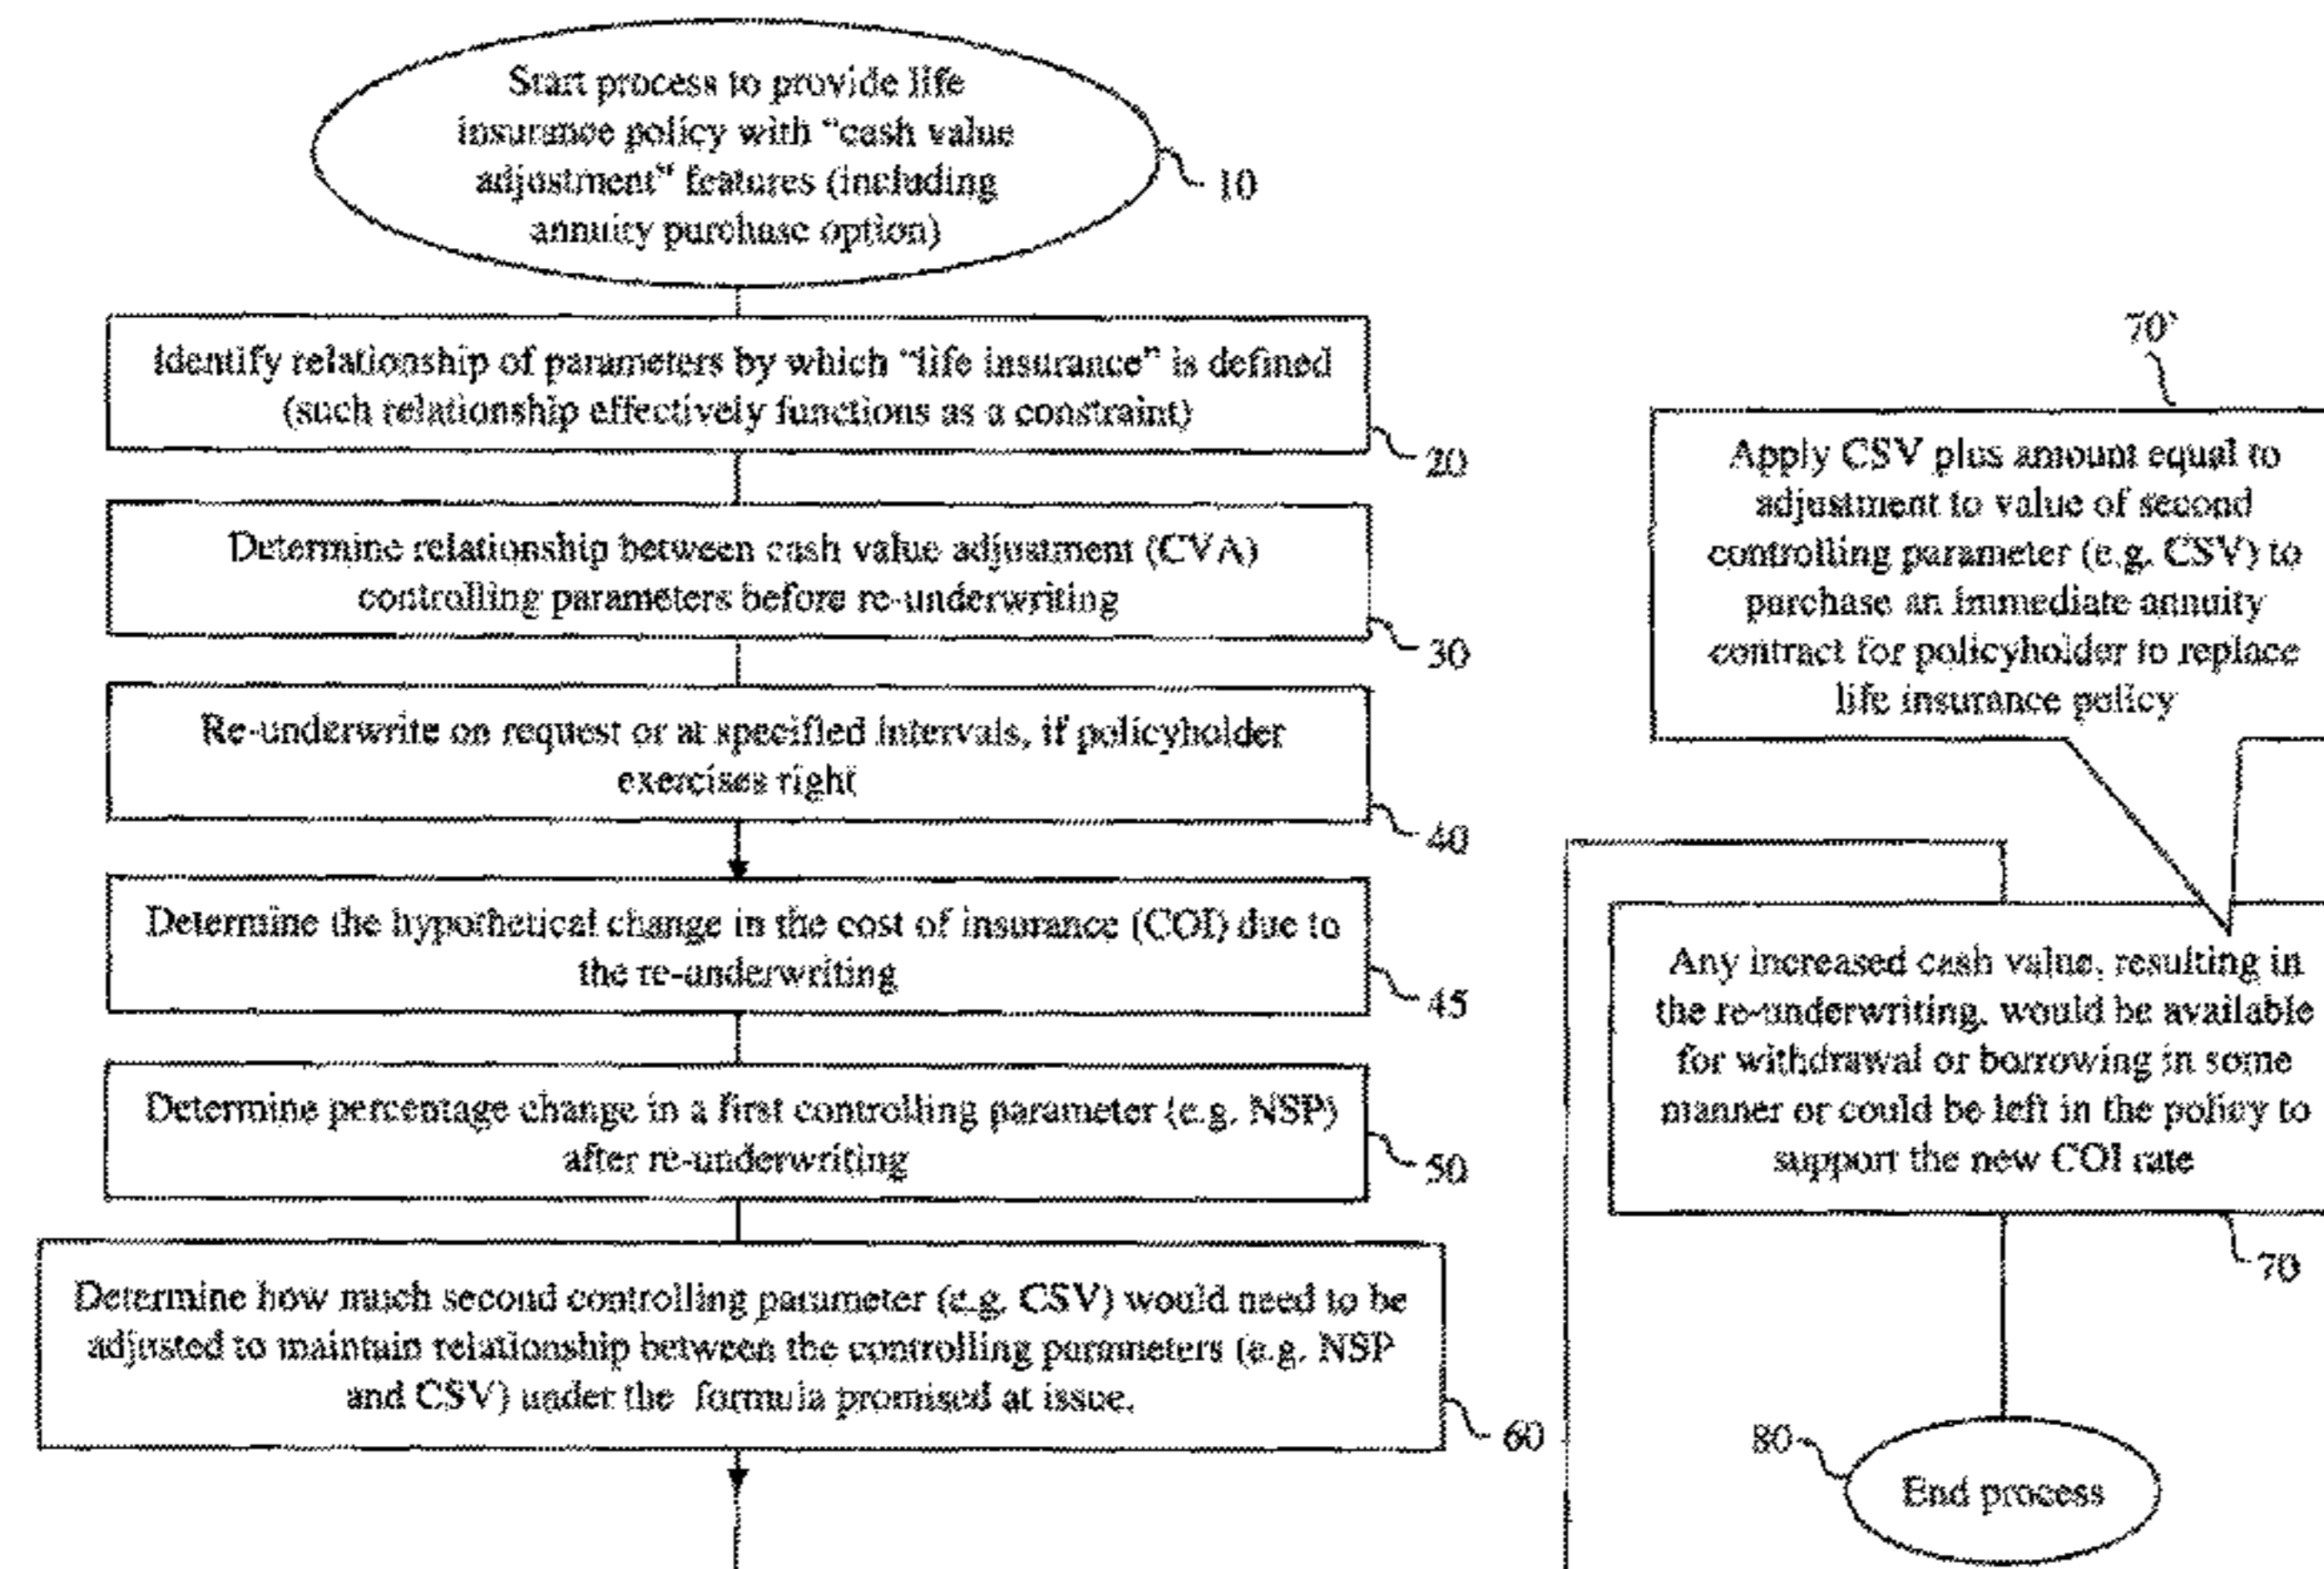 Start process to provide life
insurance policy with “cash value
adjustment” features (including
annuity purchase option)
10
Identify relationship of parameters by which “life insurance” is defined
(such relationship effectively functions as a constraint)
20
Determine relationship between cash value adjustment (CVA)
controlling parameters before re-underwriting
30
Re-underwrite on request or at specified intervals, if policyholder
exercises right
40
Determine the hypothetical change in the cost of insurance (COI) due to
the re-underwriting
45
Determine percentage change in a first controlling parameter (e.g. NSP)
after re-underwriting
50
Determine how much second controlling parameter (e.g. CSV) would need to be
adjusted to maintain relationship between the controlling parameters (e.g. NSP
and CSV) under the formula promised at issue.
60
70'
Apply CSV plus amount equal to
adjustment to value of second
controlling parameter (e.g. CSV) to
purchase an immediate annuity
contract for policyholder to replace
life insurance policy
Any increased cash value, resulting in
the re-underwriting, would be available
for withdrawal or borrowing in some
manner or could be left in the policy to
support the new COI rate
70
80
End process